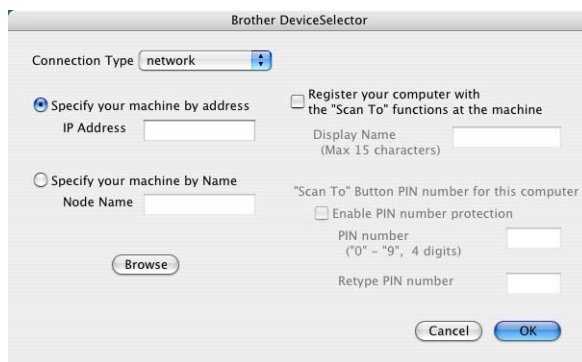 Brother DeviceSelector
Connection Type network
Specify your machine by address
IP Address
Specify your machine by Name
Node Name
Browse
Register your computer with
the "Scan To" functions at the machine
Display Name
(Max 15 characters)
"Scan To" Button PIN number for this computer
Enable PIN number protection
PIN number
("0" – "9", 4 digits)
Retype PIN number
Cancel OK